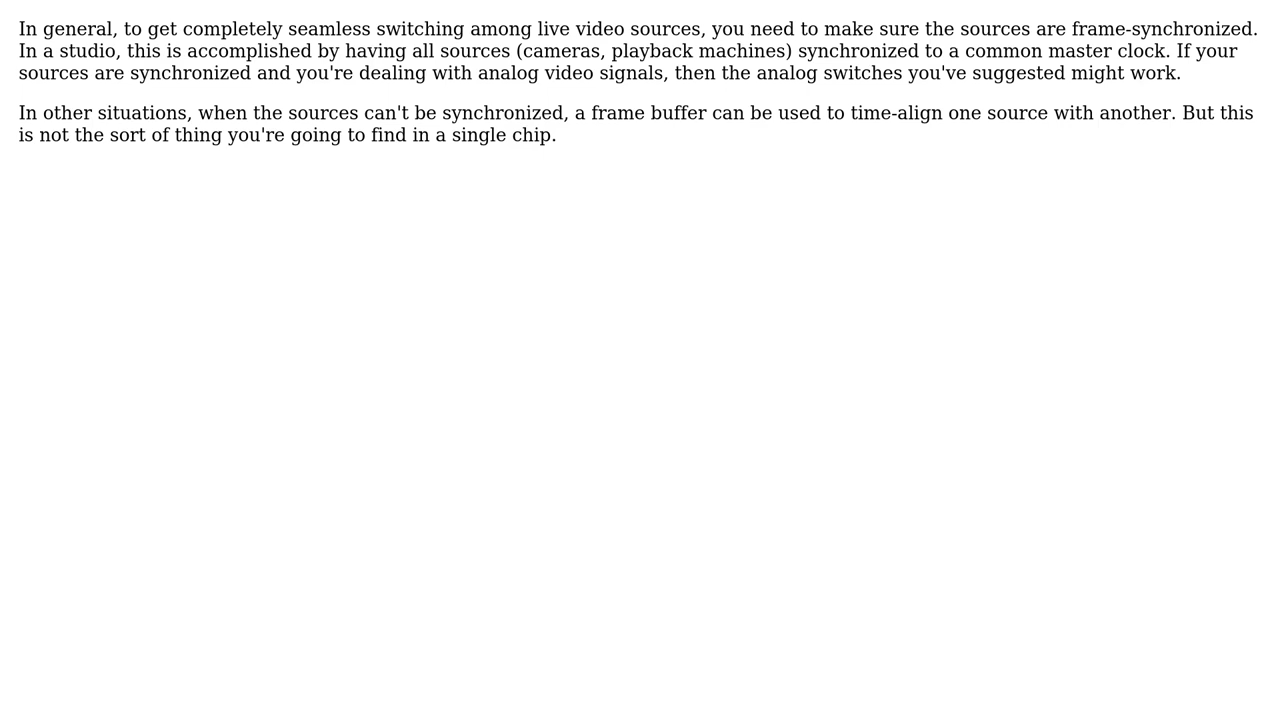 In general, to get completely seamless switching among live video sources, you need to make sure the sources are frame-synchronized.
In a studio, this is accomplished by having all sources (cameras, playback machines) synchronized to a common master clock. If your
sources are synchronized and you're dealing with analog video signals, then the analog switches you've suggested might work.
In other situations, when the sources can't be synchronized, a frame buffer can be used to time-align one source with another. But this
is not the sort of thing you're going to find in a single chip.